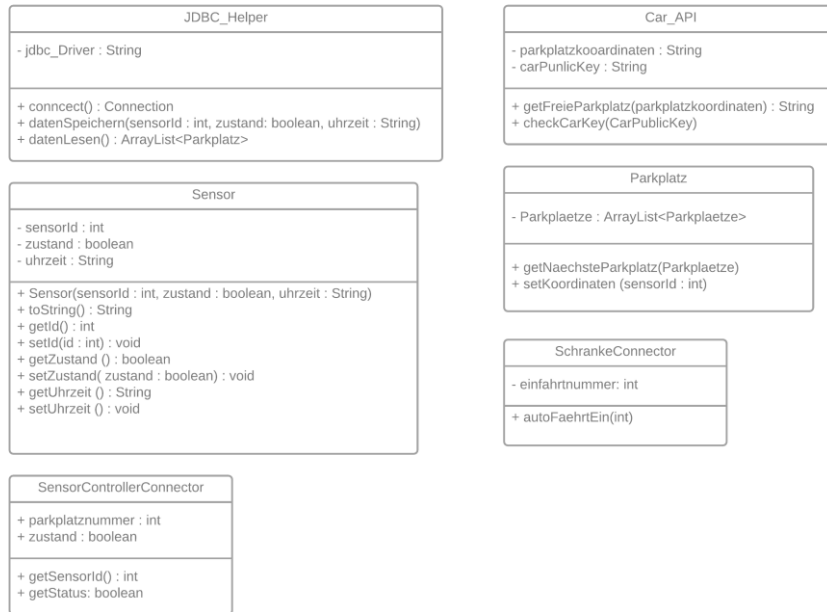 JDBC_Helper
- jdbc_Driver : String
+ conncect() : Connection
+ datenSpeichern(sensorId : int, zustand: boolean, uhrzeit : String)
+ datenLesen() : ArrayList<Parkplatz>
Sensor
- sensorId : int
- zustand : boolean
- uhrzeit : String
+ Sensor(sensorId : int, zustand : boolean, uhrzeit : String)
+ toString() : String
+ getId() : int
+ setId(id : int) : void
+ getZustand () : boolean
+ setZustand( zustand : boolean) : void
+ getUhrzeit () : String
+ setUhrzeit () : void
SensorControllerConnector
+ parkplatznummer : int
+ zustand : boolean
+ getSensorId() : int
+ getStatus: boolean
Car_API
- parkplatzkooardinaten : String
- carPunlicKey : String
+ getFreieParkplatz(parkplatzkoordinaten) : String
+ checkCarKey(CarPublicKey)
Parkplatz
- Parkplaetze : ArrayList<Parkplaetze>
+ getNaechsteParkplatz(Parkplaetze)
+ setKoordinaten (sensorId : int)
SchrankeConnector
- einfahrtnummer: int
+ autoFaehrtEin(int)